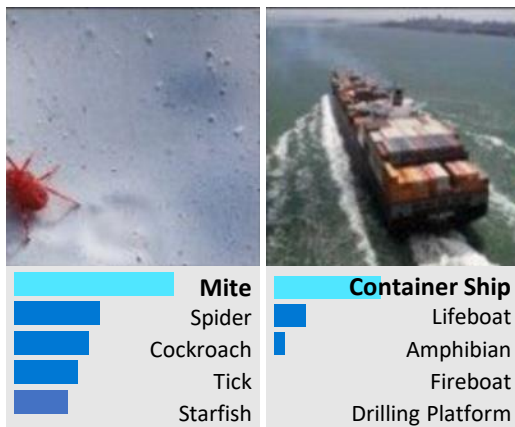 Mite
Spider
Cockroach
Tick
Starfish
Container Ship
Lifeboat
Amphibian
Fireboat
Drilling Platform